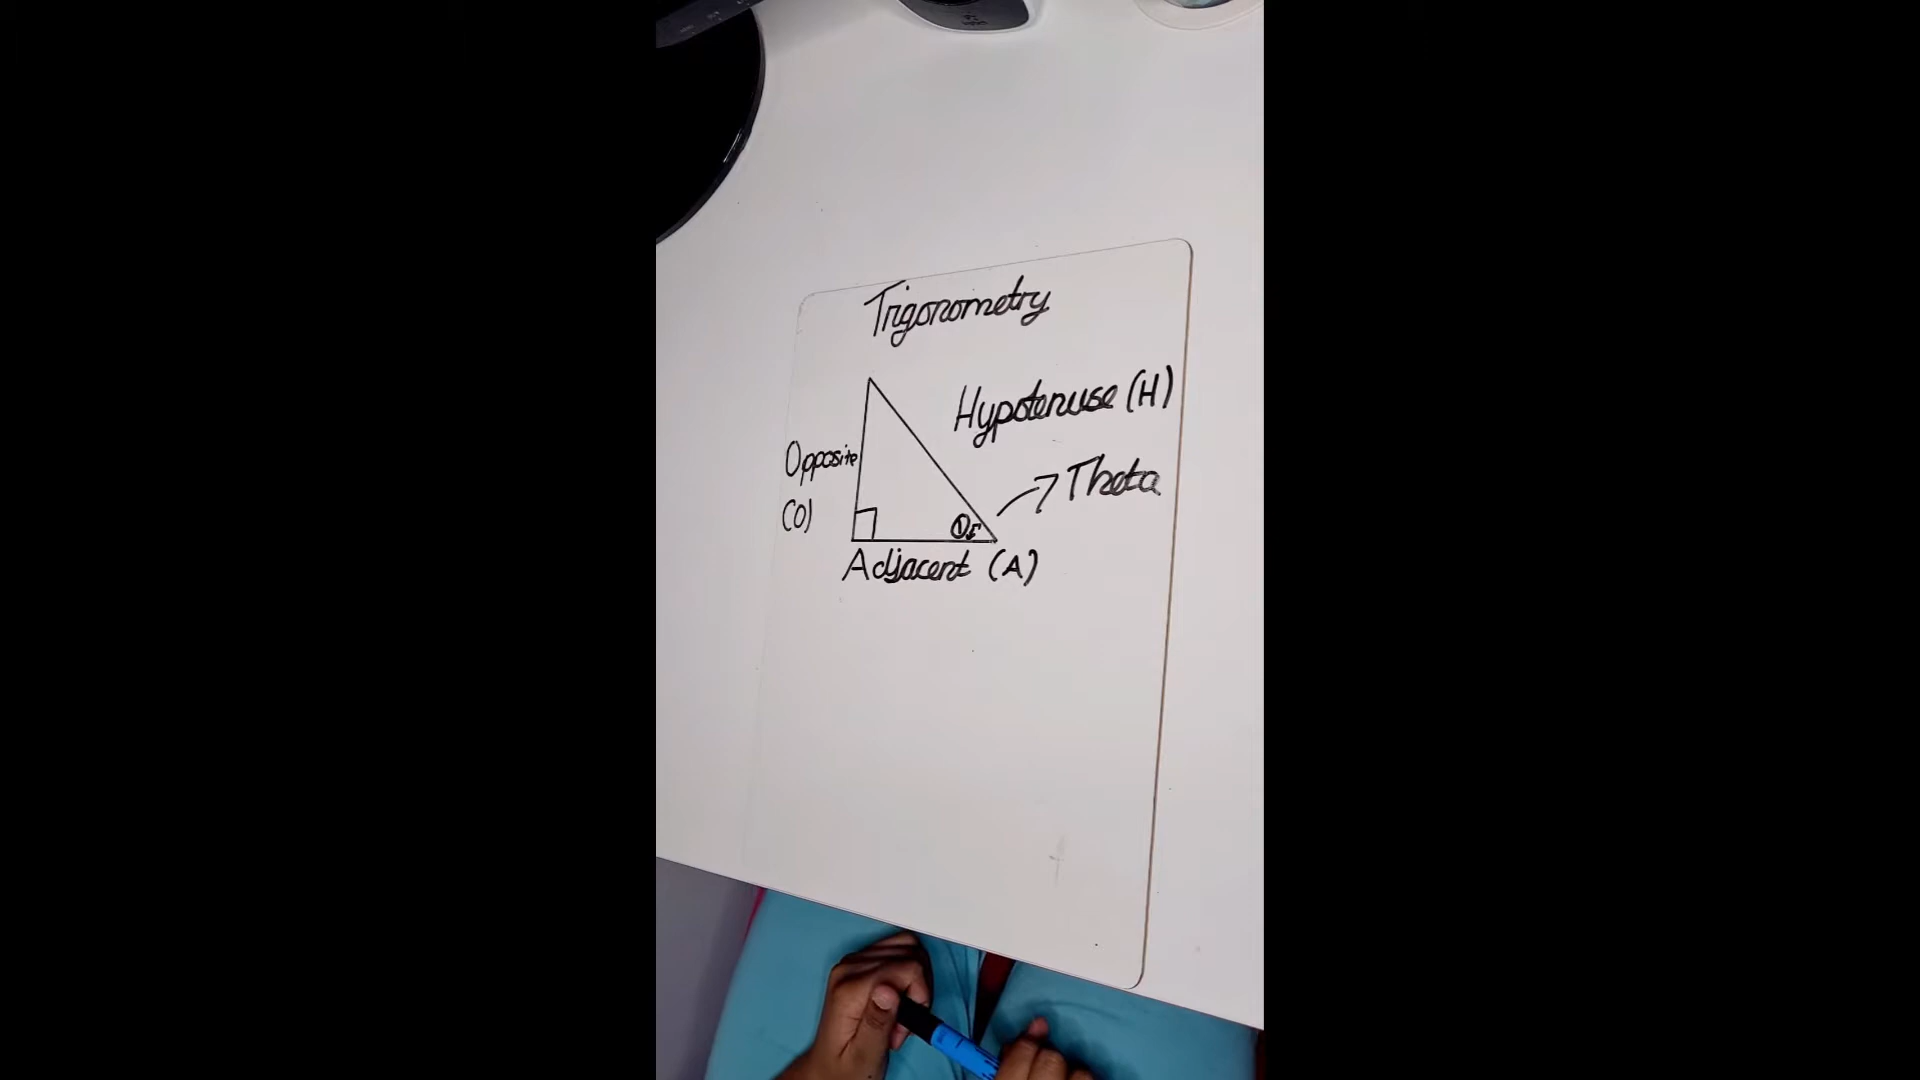 Trigonometry
Hypotenuse (H)
Opposite
(O)
Theta
Adjacent (A)